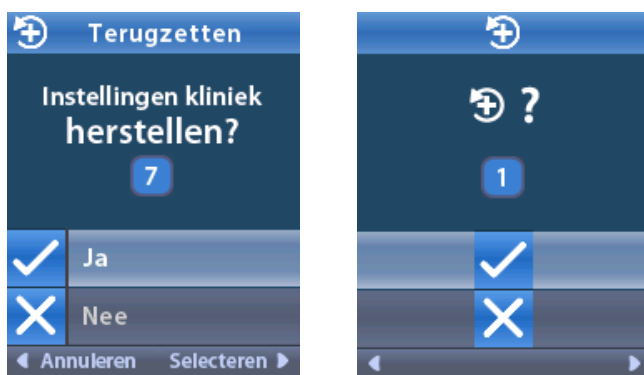 Terugzetten
Instellingen kliniek
herstellen?
7
Ja
Nee
Annuleren Selecteren
?
1